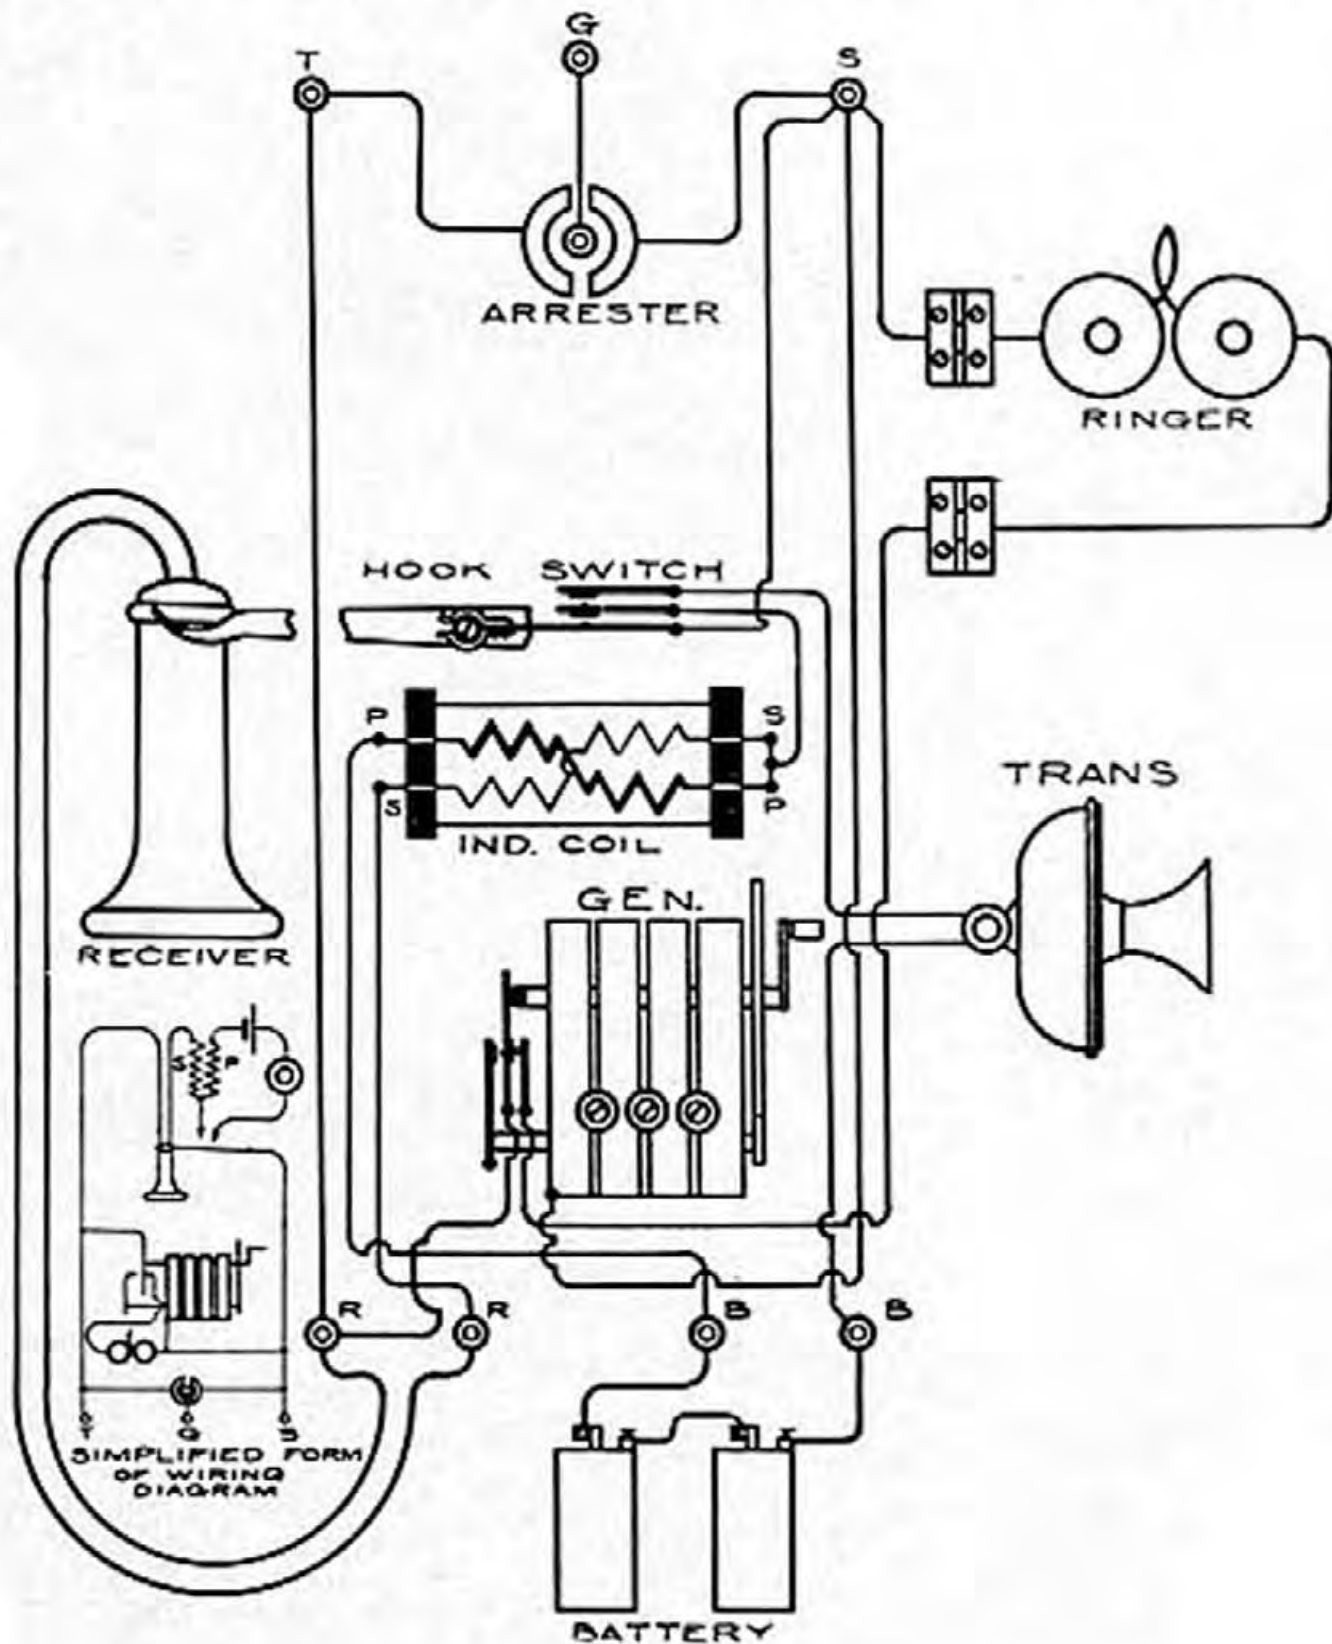 G
T
S
ARRESTER
RINGER
HOOK SWITCH
P
S
S
P
TRANS
IND. COIL
GEN.
RECEIVER
S
P
R
R
B
B
T
G
S
SIMPLIFIED FORM
OF WIRING
DIAGRAM
BATTERY